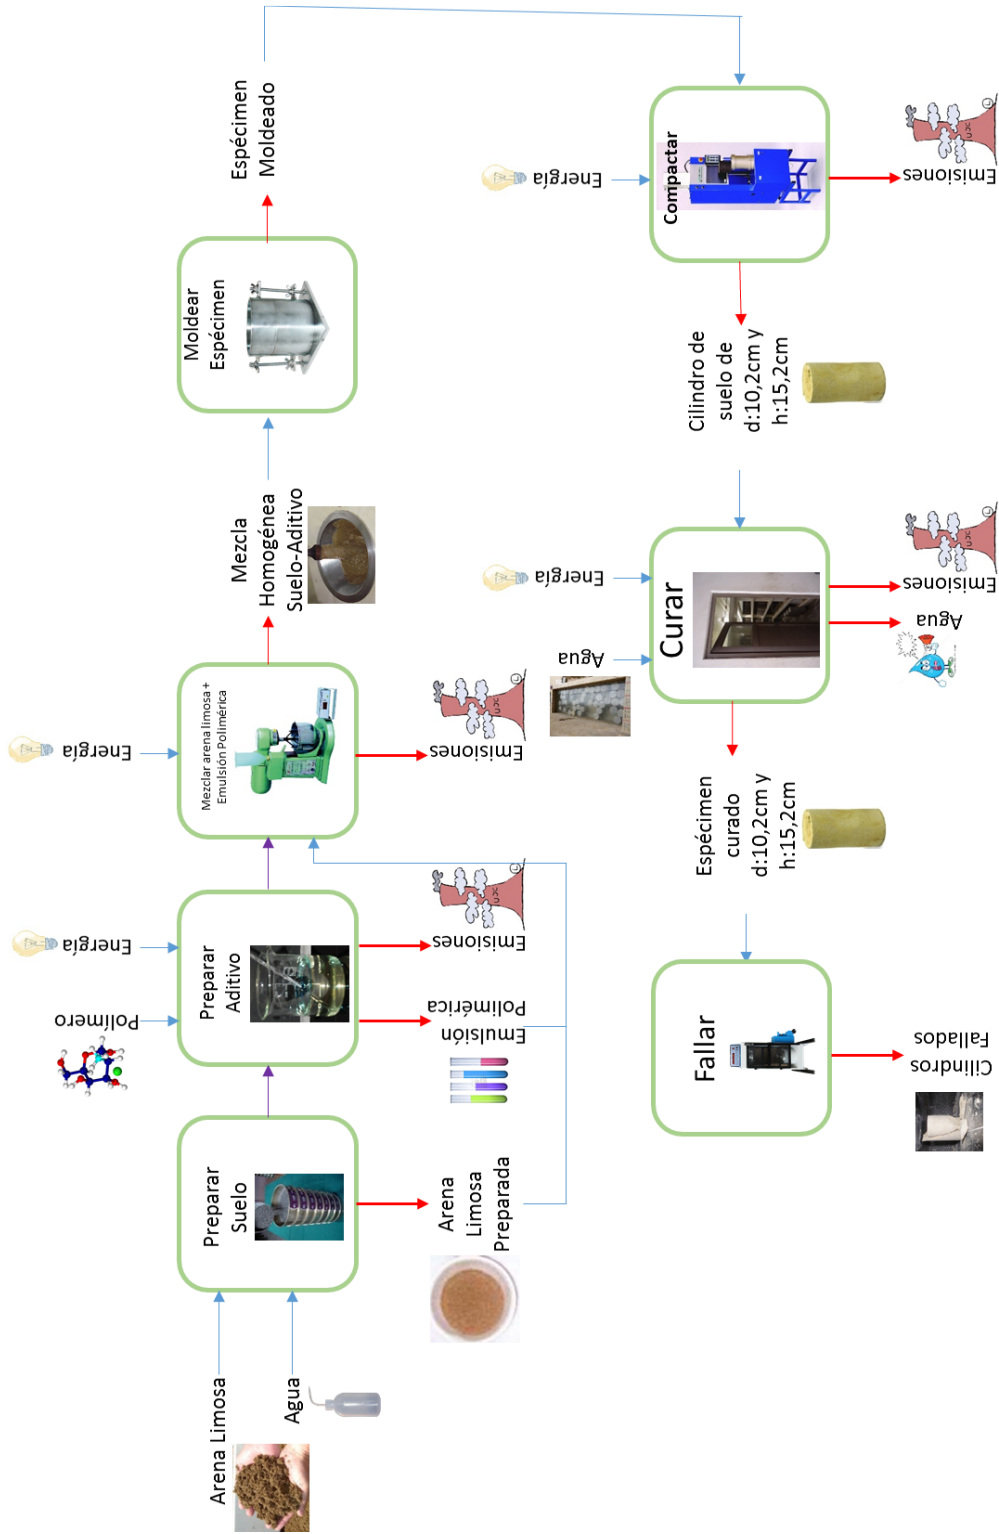 Arena Limosa
Agua
Preparar
Suelo
Arena
Limosa
Preparada
Polímero
Energía
Preparar
Aditivo
Emulsión
Polimérica
Emisiones
Energía
Mezclar arena limosa +
Emulsión Polimérica
Emisiones
Mezcla
Homogénea
Suelo-Aditivo
Moldear
Espécimen
Espécimen
Moldeado
Energía
Compactar
Emisiones
Cilindro de
suelo de
d:10,2cm y
h:15,2cm
Agua
Energía
Curar
Agua
Emisiones
Espécimen
curado
d:10,2cm y
h:15,2cm
Fallar
Cilindros
Fallados